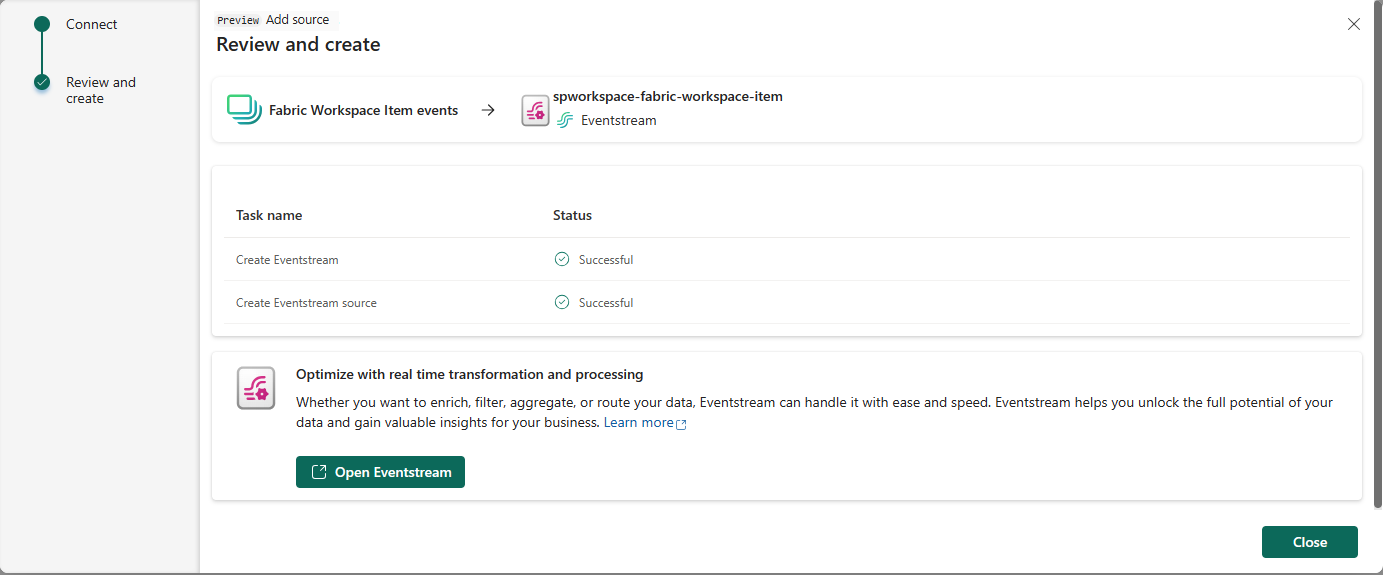 Connect
Review and
create
Preview Add source
Review and create
Fabric Workspace Item events
spworkspace-fabric-workspace-item
Eventstream
Task name Status
Create Eventstream Successful
Create Eventstream source Successful
Optimize with real time transformation and processing
Whether you want to enrich, filter, aggregate, or route your data, Eventstream can handle it with ease and speed. Eventstream helps you unlock the full potential of your
data and gain valuable insights for your business. Learn more
Open Eventstream
Close